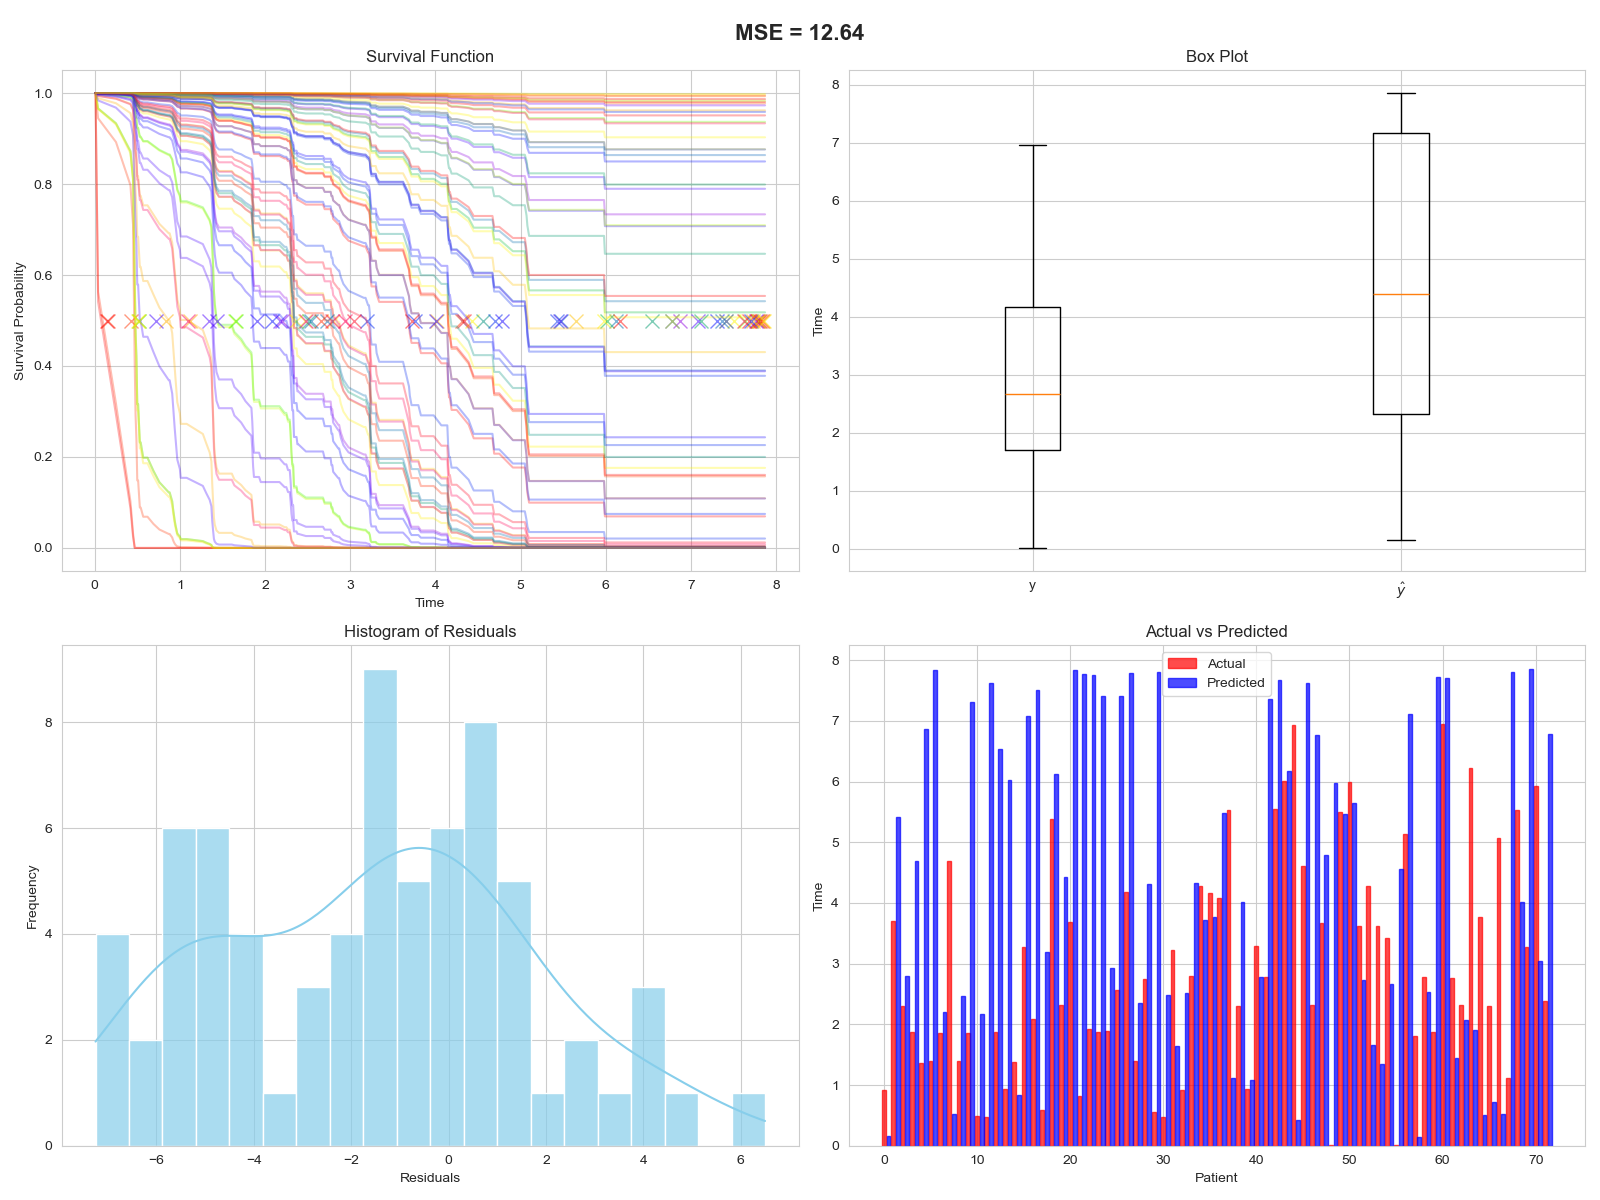 MSE = 12.64
Survival Function
Survival Probability
1.0
0.8
0.6
0.4
0.2
0.0
0 1 2 3 4 5 6 7 8
Time
Box Plot
Time
8
7
6
5
4
3
2
1
0
y ŷ
Histogram of Residuals
Frequency
8
6
4
2
0
−6 −4 −2 0 2 4 6
Residuals
Actual vs Predicted
Actual
Predicted
Time
8
7
6
5
4
3
2
1
0
0 10 20 30 40 50 60 70
Patient